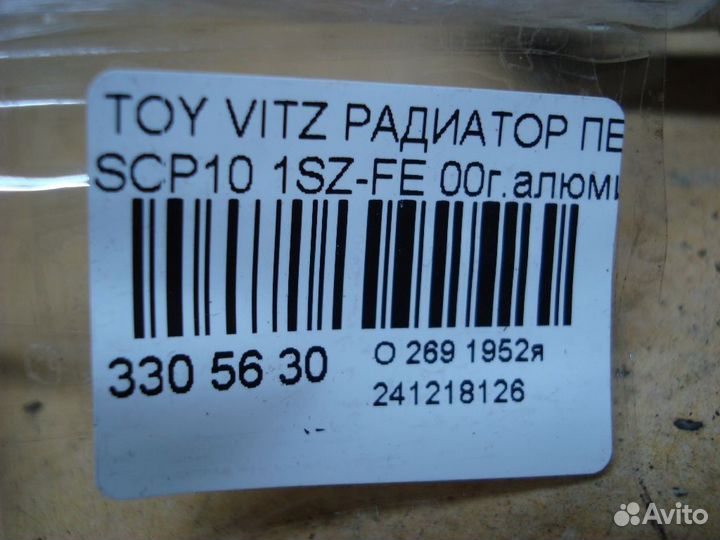 TOY VITZ РАДИАТОР ПЕ
SCP10 1SZ-FE 00г.алюми
330 56 30
О 269 1952я
241218126
Avito